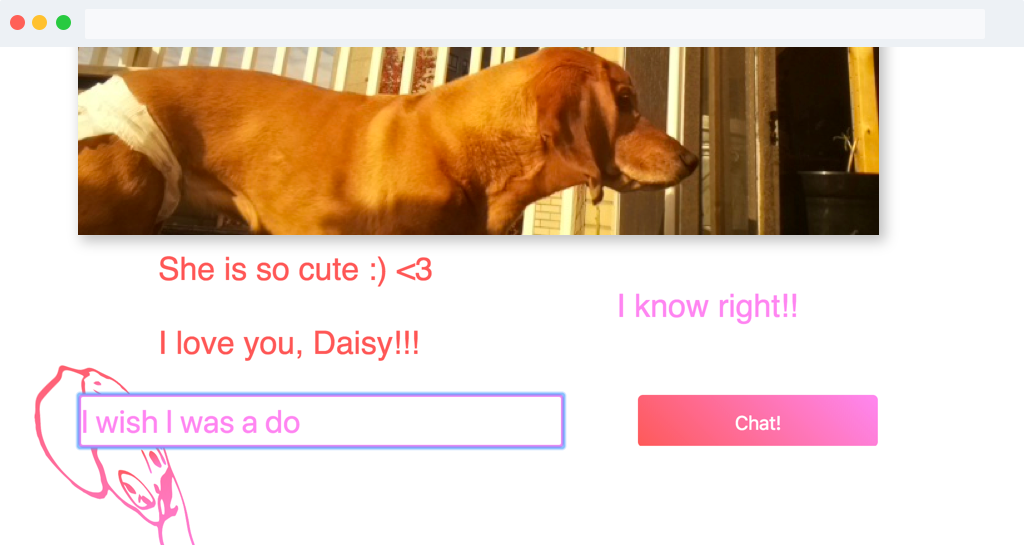 She is so cute :) <3
I know right!!
I love you, Daisy!!!
I wish I was a do
Chat!